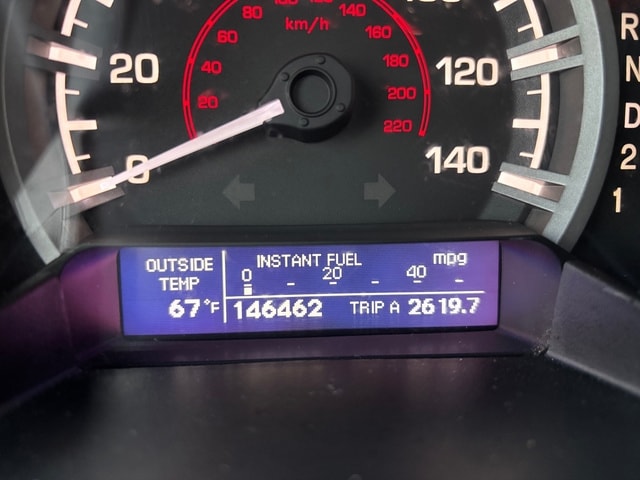 80 120 140
km/h
60 160
40 180
20 200
220
20 120
0 140
R
N
D
2
1
OUTSIDE TEMP
67°F
INSTANT FUEL mpg
0 20 40
146462 TRIP A 2619.7